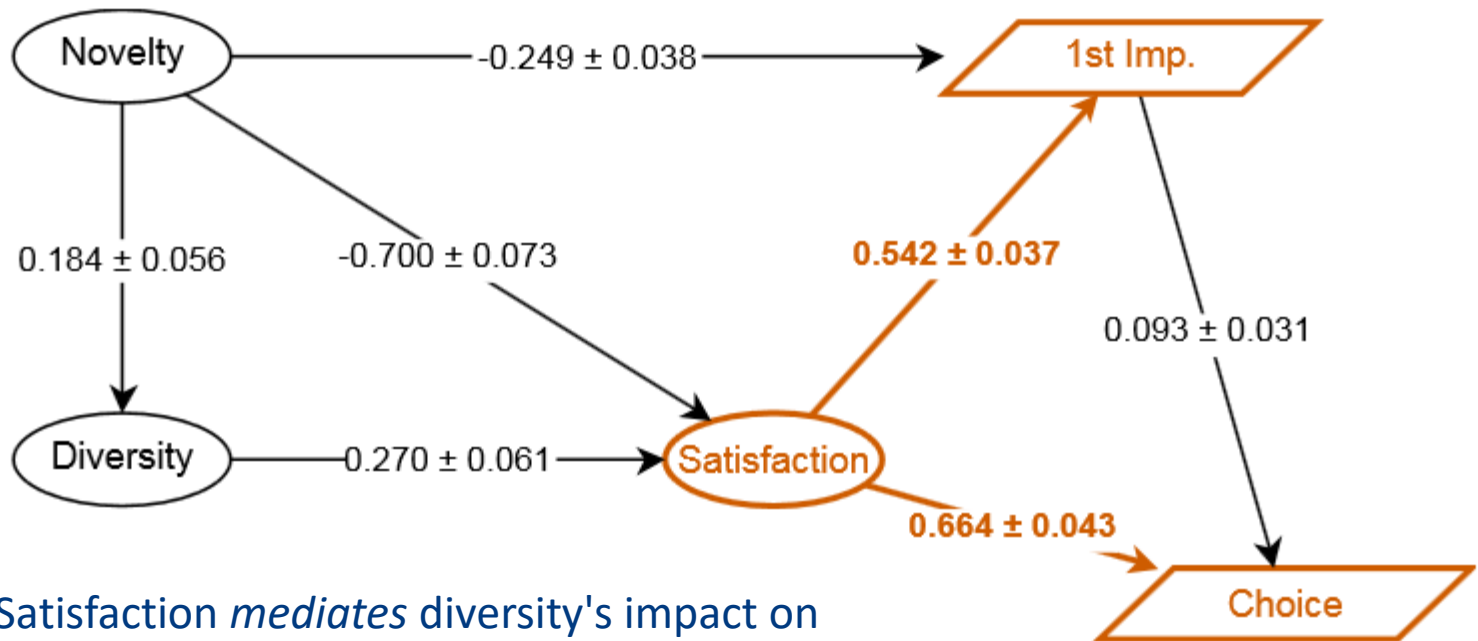 Novelty
-0.249 ± 0.038
1st Imp.
0.184 ± 0.056
-0.700 ± 0.073
0.542 ± 0.037
0.093 ± 0.031
Diversity
0.270 ± 0.061
Satisfaction
0.664 ± 0.043
Choice
Satisfaction mediates diversity's impact on